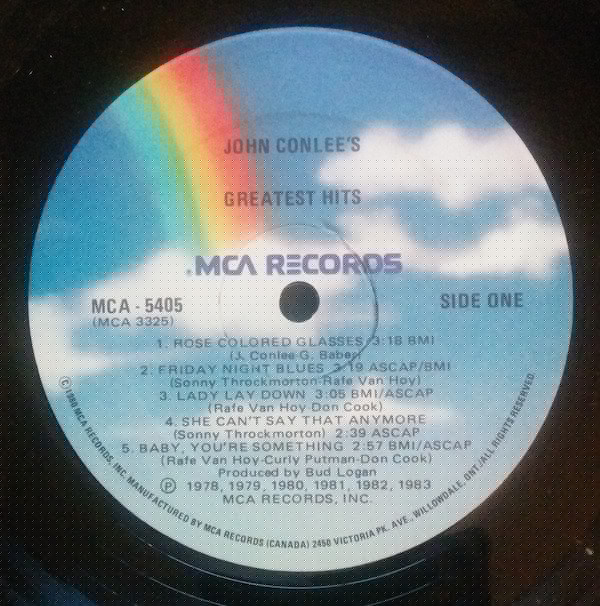 JOHN CONLEE'S
GREATEST HITS
MCA RECORDS
MCA - 5405
(MCA 3325)
SIDE ONE
1. ROSE COLORED GLASSES 3:18 BMI
(J. Conlee-G. Baber)
2. FRIDAY NIGHT BLUES 3:19 ASCAP/BMI
(Sonny Throckmorton-Rafe Van Hoy)
3. LADY LAY DOWN 3:05 BMI/ASCAP
(Rafe Van Hoy-Don Cook)
4. SHE CAN'T SAY THAT ANYMORE
(Sonny Throckmorton) 2:39 ASCAP
5. BABY, YOU'RE SOMETHING 2:57 BMI/ASCAP
(Rafe Van Hoy-Curly Putman-Don Cook)
Produced by Bud Logan
Ⓟ 1978, 1979, 1980, 1981, 1982, 1983
MCA RECORDS, INC.
©1980 MCA RECORDS, INC. MANUFACTURED BY MCA RECORDS (CANADA) 2450 VICTORIA PK. AVE., WILLOWDALE, ONT./ALL RIGHTS RESERVED.